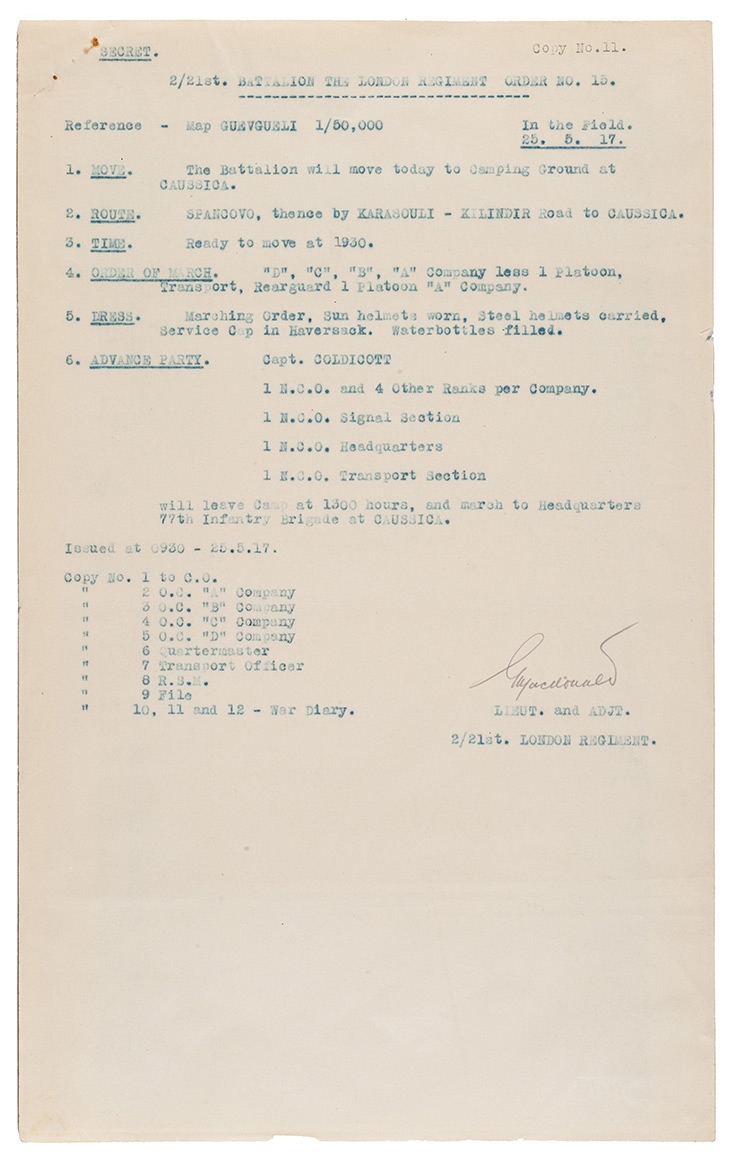 SECRET.
Copy No.11.
2/21st. BATTALION THE LONDON REGIMENT ORDER NO. 15.
Reference - Map GUEVGUELI 1/50,000
In the Field.
25. 5. 17.
1. MOVE. The Battalion will move today to Camping Ground at
CAUSSICA.
2. ROUTE. SPANCOVO, thence by KARASOULI - KILINDIR Road to CAUSSICA.
3. TIME. Ready to move at 1930.
4. ORDER OF MARCH. "D", "C", "B", "A" Company less 1 Platoon,
Transport, Rearguard 1 Platoon "A" Company.
5. DRESS. Marching Order, Sun helmets worn, Steel helmets carried,
Service Cap in Haversack. Waterbottles filled.
6. ADVANCE PARTY. Capt. COLDICOTT
1 N.C.O. and 4 Other Ranks per Company.
1 N.C.O. Signal Section
1 N.C.O. Headquarters
1 N.C.O. Transport Section
will leave Camp at 1300 hours, and march to Headquarters
77th Infantry Brigade at CAUSSICA.
Issued at 0930 - 25.5.17.
Copy No. 1 to C.O.
" 2 O.C. "A" Company
" 3 O.C. "B" Company
" 4 O.C. "C" Company
" 5 O.C. "D" Company
" 6 Quartermaster
" 7 Transport Officer
" 8 R.S.M.
" 9 File
" 10, 11 and 12 - War Diary.
Macdonald
LIEUT. and ADJT.
2/21st. LONDON REGIMENT.